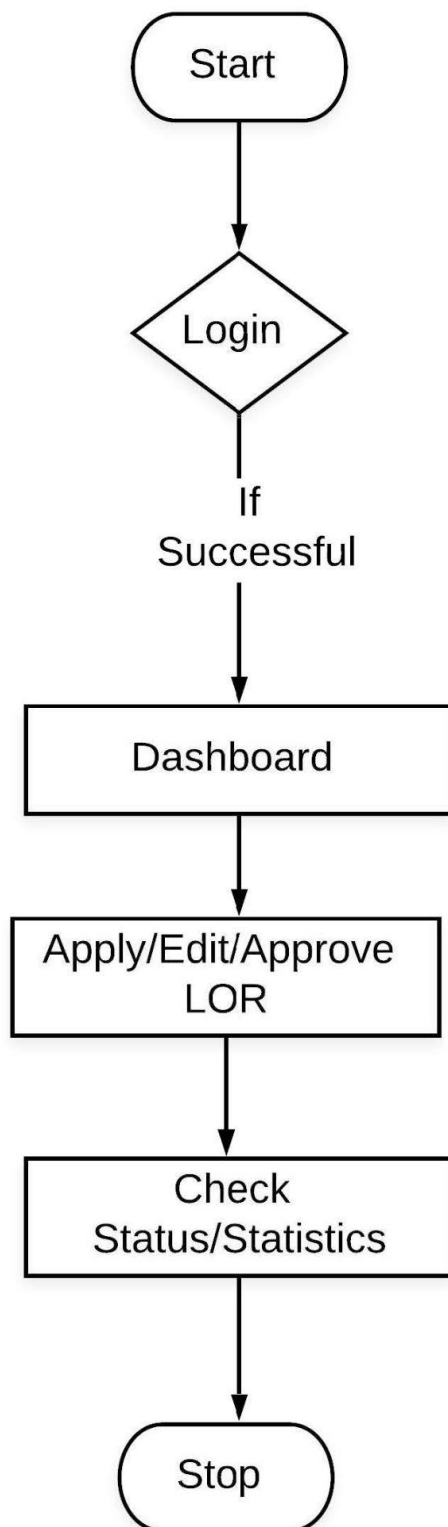 Start
Login
If
Successful
Dashboard
Apply/Edit/Approve
LOR
Check
Status/Statistics
Stop